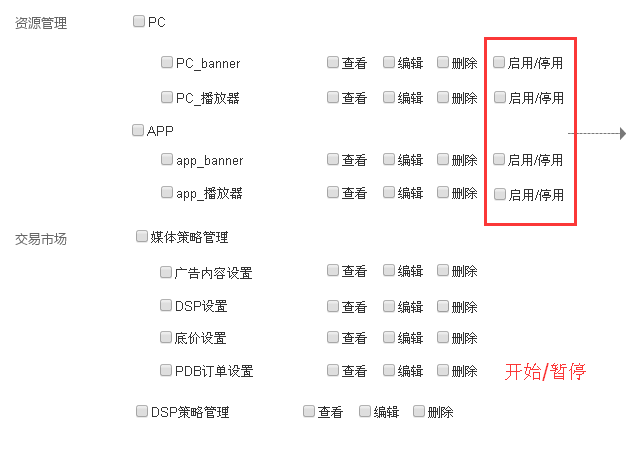 资源管理 PC
PC_banner 查看 编辑 删除 启用/停用
PC_播放器 查看 编辑 删除 启用/停用
APP
app_banner 查看 编辑 删除 启用/停用
app_播放器 查看 编辑 删除 启用/停用
交易市场 媒体策略管理
广告内容设置 查看 编辑 删除
DSP设置 查看 编辑 删除
底价设置 查看 编辑 删除
PDB订单设置 查看 编辑 删除 开始/暂停
DSP策略管理 查看 编辑 删除